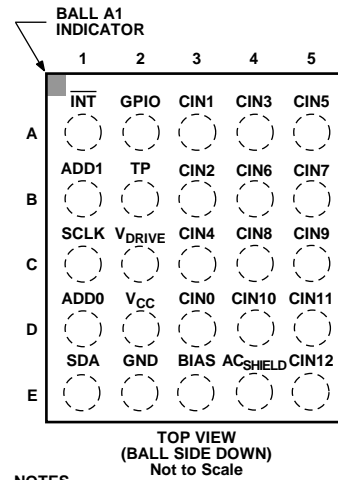 BALL A1
INDICATOR
1 2 3 4 5
INT GPIO CIN1 CIN3 CIN5
A
ADD1 TP CIN2 CIN6 CIN7
B
SCLK VDRIVE CIN4 CIN8 CIN9
C
ADD0 VCC CIN0 CIN10 CIN11
D
SDA GND BIAS ACSHIELD CIN12
E
TOP VIEW
(BALL SIDE DOWN)
Not to Scale
NOTES